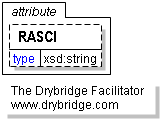 attribute
RASCI
type xsd:string
The Drybridge Facilitator
www.drybridge.com